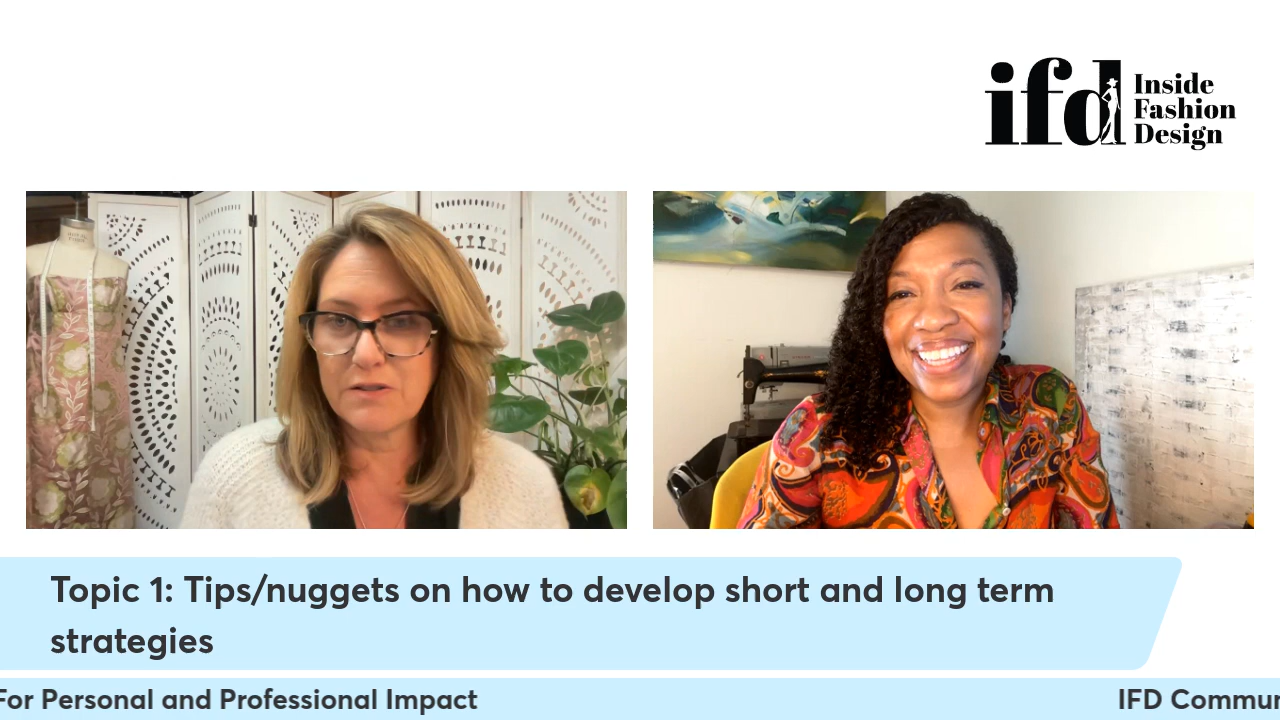 ifd
Inside
Fashion
Design
Topic 1: Tips/nuggets on how to develop short and long term
strategies
For Personal and Professional Impact
IFD Commun